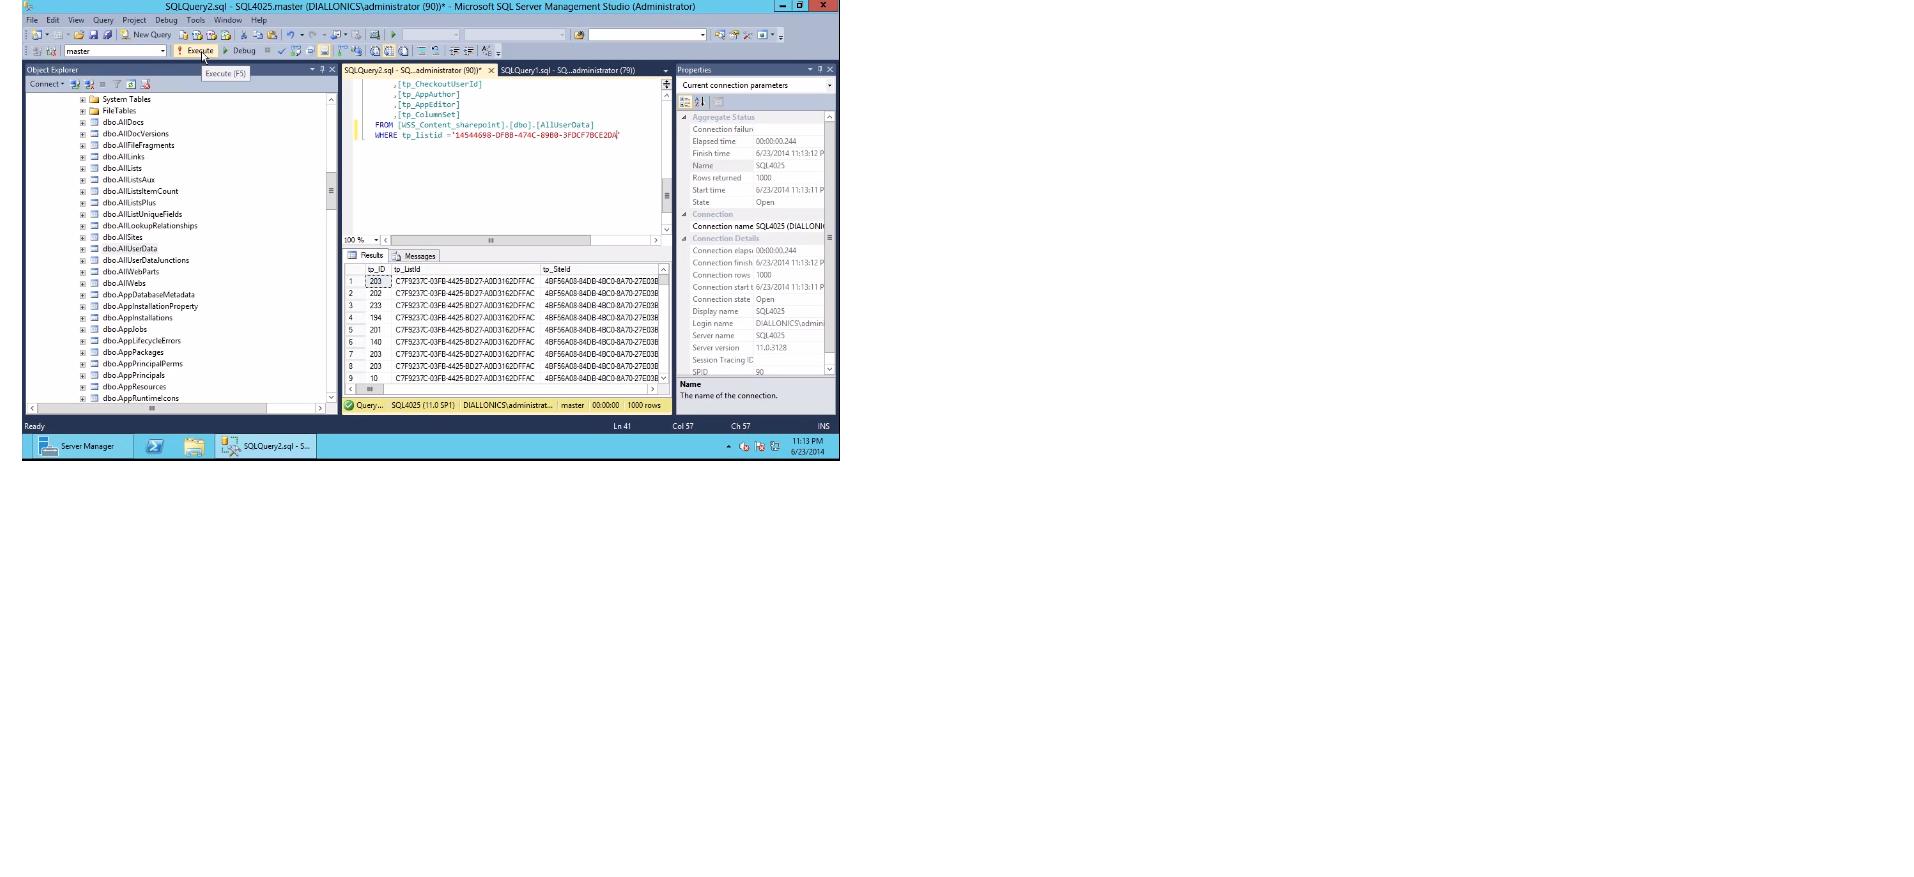 SQLQuery2.sql - SQL4025.master (DIALLONICS\administrator (90))* - Microsoft SQL Server Management Studio (Administrator)
File Edit View Query Project Debug Tools Window Help
New Query
master Execute Debug
Execute (F5)
Object Explorer
Connect
System Tables
FileTables
dbo.AllDocs
dbo.AllDocVersions
dbo.AllFileFragments
dbo.AllLinks
dbo.AllLists
dbo.AllListsAux
dbo.AllListsItemCount
dbo.AllListsPlus
dbo.AllListUniqueFields
dbo.AllLookupRelationships
dbo.AllSites
dbo.AllUserData
dbo.AllUserDataJunctions
dbo.AllWebParts
dbo.AllWebs
dbo.AppDatabaseMetadata
dbo.AppInstallationProperty
dbo.AppInstallations
dbo.AppJobs
dbo.AppLifecycleErrors
dbo.AppPackages
dbo.AppPrincipalPerms
dbo.AppPrincipals
dbo.AppResources
dbo.AppRuntimeIcons
SQLQuery2.sql - SQ...administrator (90))* SQLQuery1.sql - SQ...administrator (79))
,[tp_CheckoutUserId]
,[tp_AppAuthor]
,[tp_AppEditor]
,[tp_ColumnSet]
FROM [WSS_Content_sharepoint].[dbo].[AllUserData]
WHERE tp_listid ='14544698-DFBB-474C-89B0-3FDCF7BCE2DA'
100 %
Results Messages
tp_ID tp_ListId tp_SiteId
1 203 C7F9237C-03FB-4425-BD27-A0D3162DFFAC 4BF56A08-84DB-4BC0-8A70-27E03B
2 202 C7F9237C-03FB-4425-BD27-A0D3162DFFAC 4BF56A08-84DB-4BC0-8A70-27E03B
3 233 C7F9237C-03FB-4425-BD27-A0D3162DFFAC 4BF56A08-84DB-4BC0-8A70-27E03B
4 194 C7F9237C-03FB-4425-BD27-A0D3162DFFAC 4BF56A08-84DB-4BC0-8A70-27E03B
5 201 C7F9237C-03FB-4425-BD27-A0D3162DFFAC 4BF56A08-84DB-4BC0-8A70-27E03B
6 140 C7F9237C-03FB-4425-BD27-A0D3162DFFAC 4BF56A08-84DB-4BC0-8A70-27E03B
7 203 C7F9237C-03FB-4425-BD27-A0D3162DFFAC 4BF56A08-84DB-4BC0-8A70-27E03B
8 203 C7F9237C-03FB-4425-BD27-A0D3162DFFAC 4BF56A08-84DB-4BC0-8A70-27E03B
9 10 C7F9237C-03FB-4425-BD27-A0D3162DFFAC 4BF56A08-84DB-4BC0-8A70-27E03B
Query... SQL4025 (11.0 SP1) DIALLONICS\administrat... master 00:00:00 1000 rows
Properties
Current connection parameters
Aggregate Status
Connection failure
Elapsed time 00:00:00.244
Finish time 6/23/2014 11:13:12 P
Name SQL4025
Rows returned 1000
Start time 6/23/2014 11:13:11 P
State Open
Connection
Connection name SQL4025 (DIALLONI
Connection Details
Connection elaps 00:00:00.244
Connection finish 6/23/2014 11:13:12 P
Connection rows 1000
Connection start t 6/23/2014 11:13:11 P
Connection state Open
Display name SQL4025
Login name DIALLONICS\admin
Server name SQL4025
Server version 11.0.3128
Session Tracing ID
SPID 90
Name
The name of the connection.
Ready Ln 41 Col 57 Ch 57 INS
Server Manager SQLQuery2.sql - S...
11:13 PM
6/23/2014